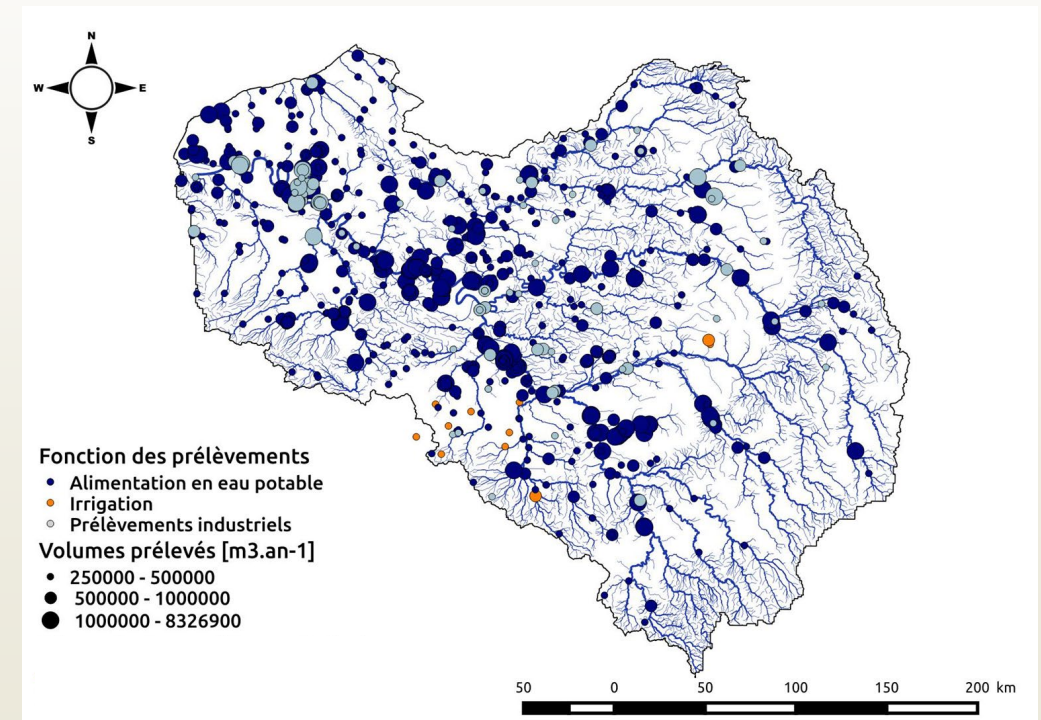 N
W E
S
Fonction des prélèvements
Alimentation en eau potable
Irrigation
Prélèvements industriels
Volumes prélevés [m3.an-1]
250000 - 500000
500000 - 1000000
1000000 - 8326900
50 0 50 100 150 200 km